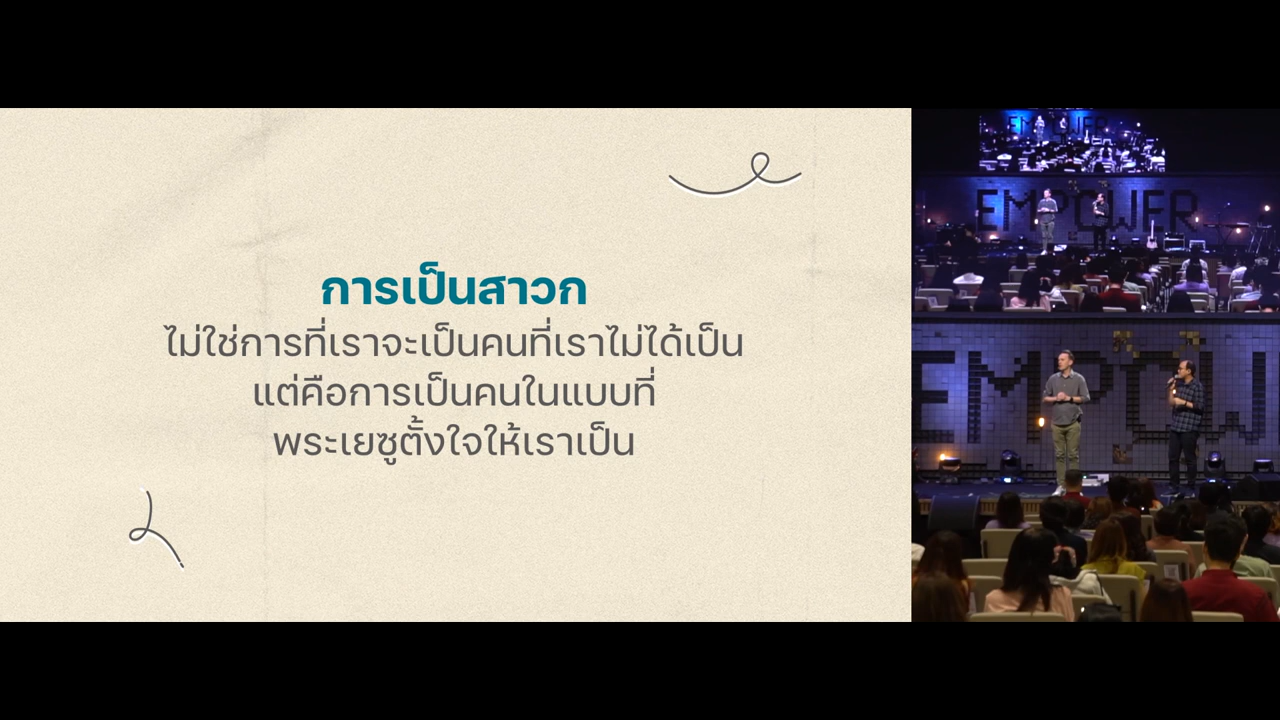 การเป็นสาวก
ไม่ใช่การที่เราจะเป็นคนที่เราไม่ได้เป็น
แต่คือการเป็นคนในแบบที่
พระเยซูตั้งใจให้เราเป็น
EMPOWER
EMPOW